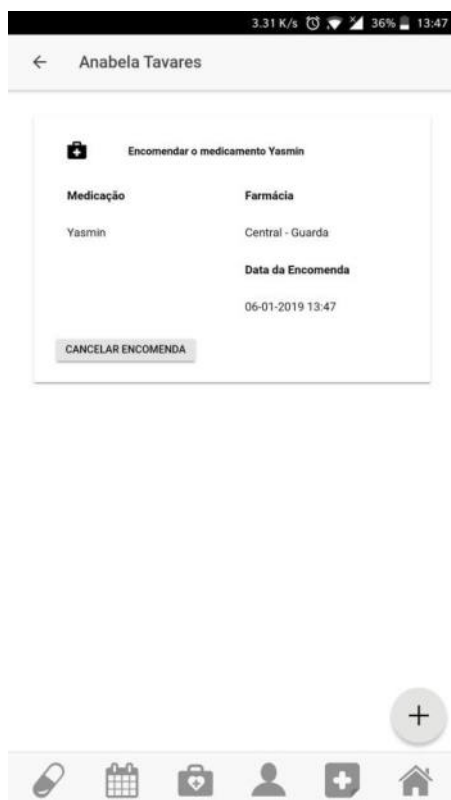 3.31 K/s 36% 13:47
Anabela Tavares
Encomendar o medicamento Yasmin
Medicação Farmácia
Yasmin Central - Guarda
Data da Encomenda
06-01-2019 13:47
CANCELAR ENCOMENDA